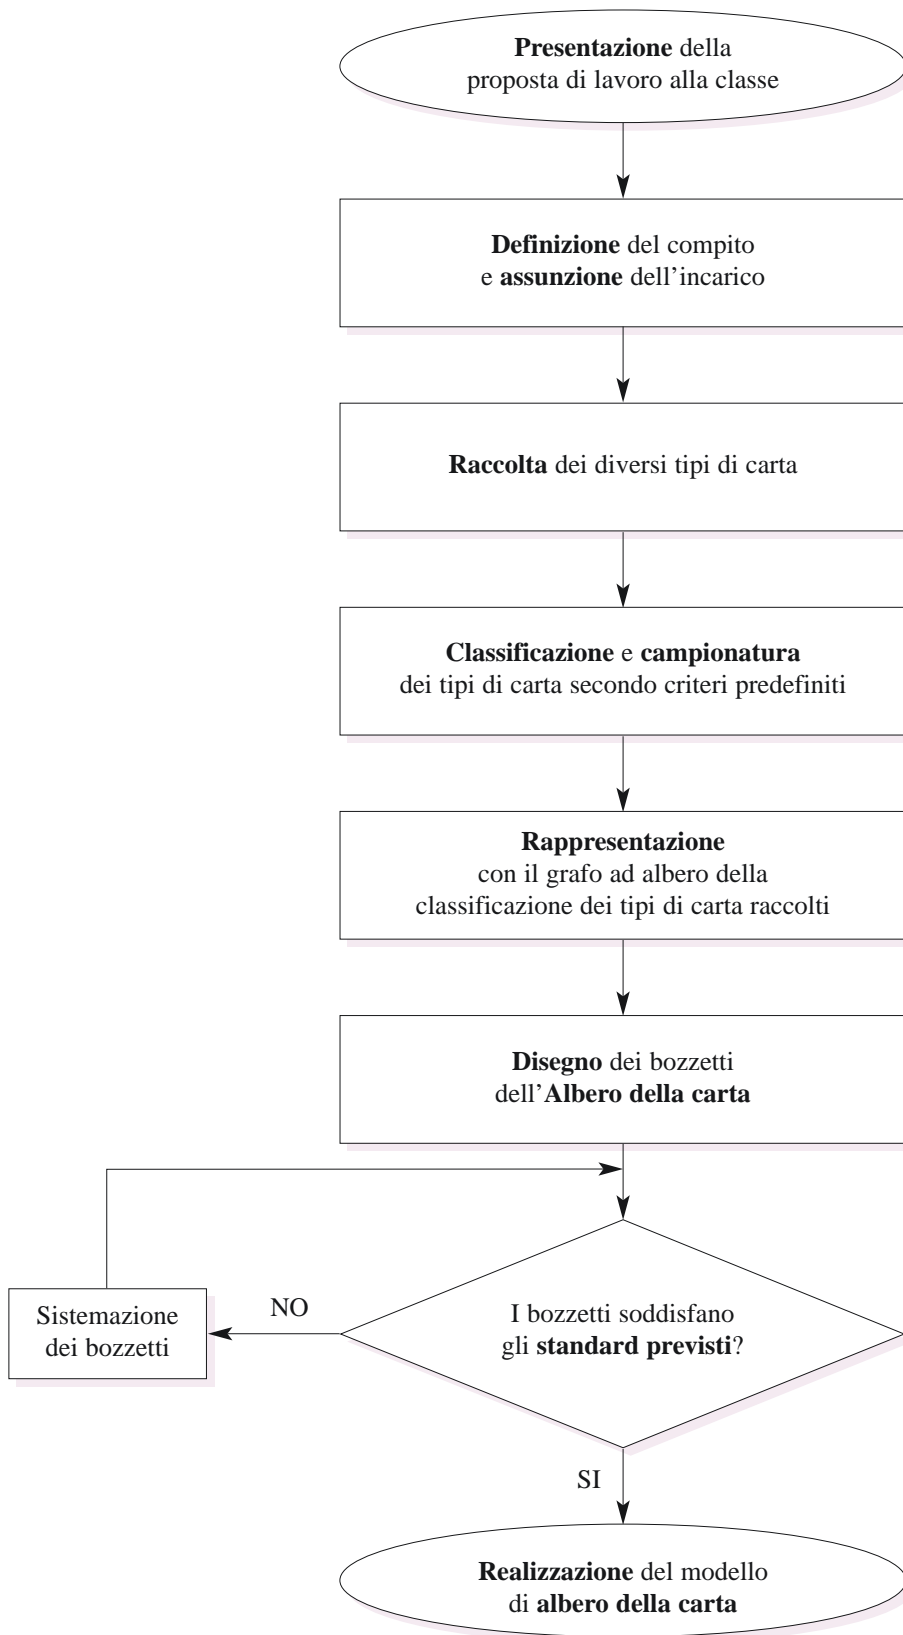 Presentazione della
proposta di lavoro alla classe
Definizione del compito
e assunzione dell'incarico
Raccolta dei diversi tipi di carta
Classificazione e campionatura
dei tipi di carta secondo criteri predefiniti
Rappresentazione
con il grafo ad albero della
classificazione dei tipi di carta raccolti
Disegno dei bozzetti
dell'Albero della carta
I bozzetti soddisfano
gli standard previsti?
NO
Sistemazione
dei bozzetti
SI
Realizzazione del modello
di albero della carta